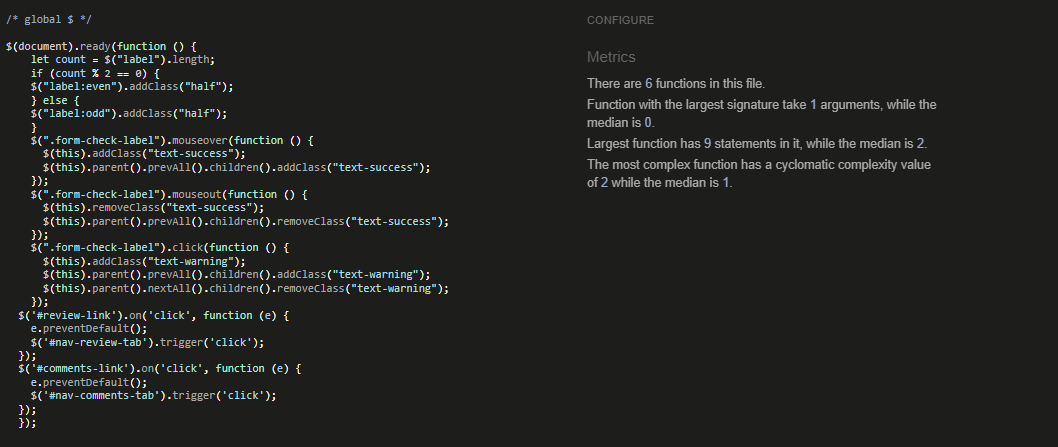 /* global $ */
$(document).ready(function () {
let count = $("label").length;
if (count % 2 == 0) {
$("label:even").addClass("half");
} else {
$("label:odd").addClass("half");
}
$(".form-check-label").mouseover(function () {
$(this).addClass("text-success");
$(this).parent().prevAll().children().addClass("text-success");
});
$(".form-check-label").mouseout(function () {
$(this).removeClass("text-success");
$(this).parent().prevAll().children().removeClass("text-success");
});
$(".form-check-label").click(function () {
$(this).addClass("text-warning");
$(this).parent().prevAll().children().addClass("text-warning");
$(this).parent().nextAll().children().removeClass("text-warning");
});
$('#review-link').on('click', function (e) {
e.preventDefault();
$('#nav-review-tab').trigger('click');
});
$('#comments-link').on('click', function (e) {
e.preventDefault();
$('#nav-comments-tab').trigger('click');
});
});
CONFIGURE
Metrics
There are 6 functions in this file.
Function with the largest signature take 1 arguments, while the
median is 0.
Largest function has 9 statements in it, while the median is 2.
The most complex function has a cyclomatic complexity value
of 2 while the median is 1.